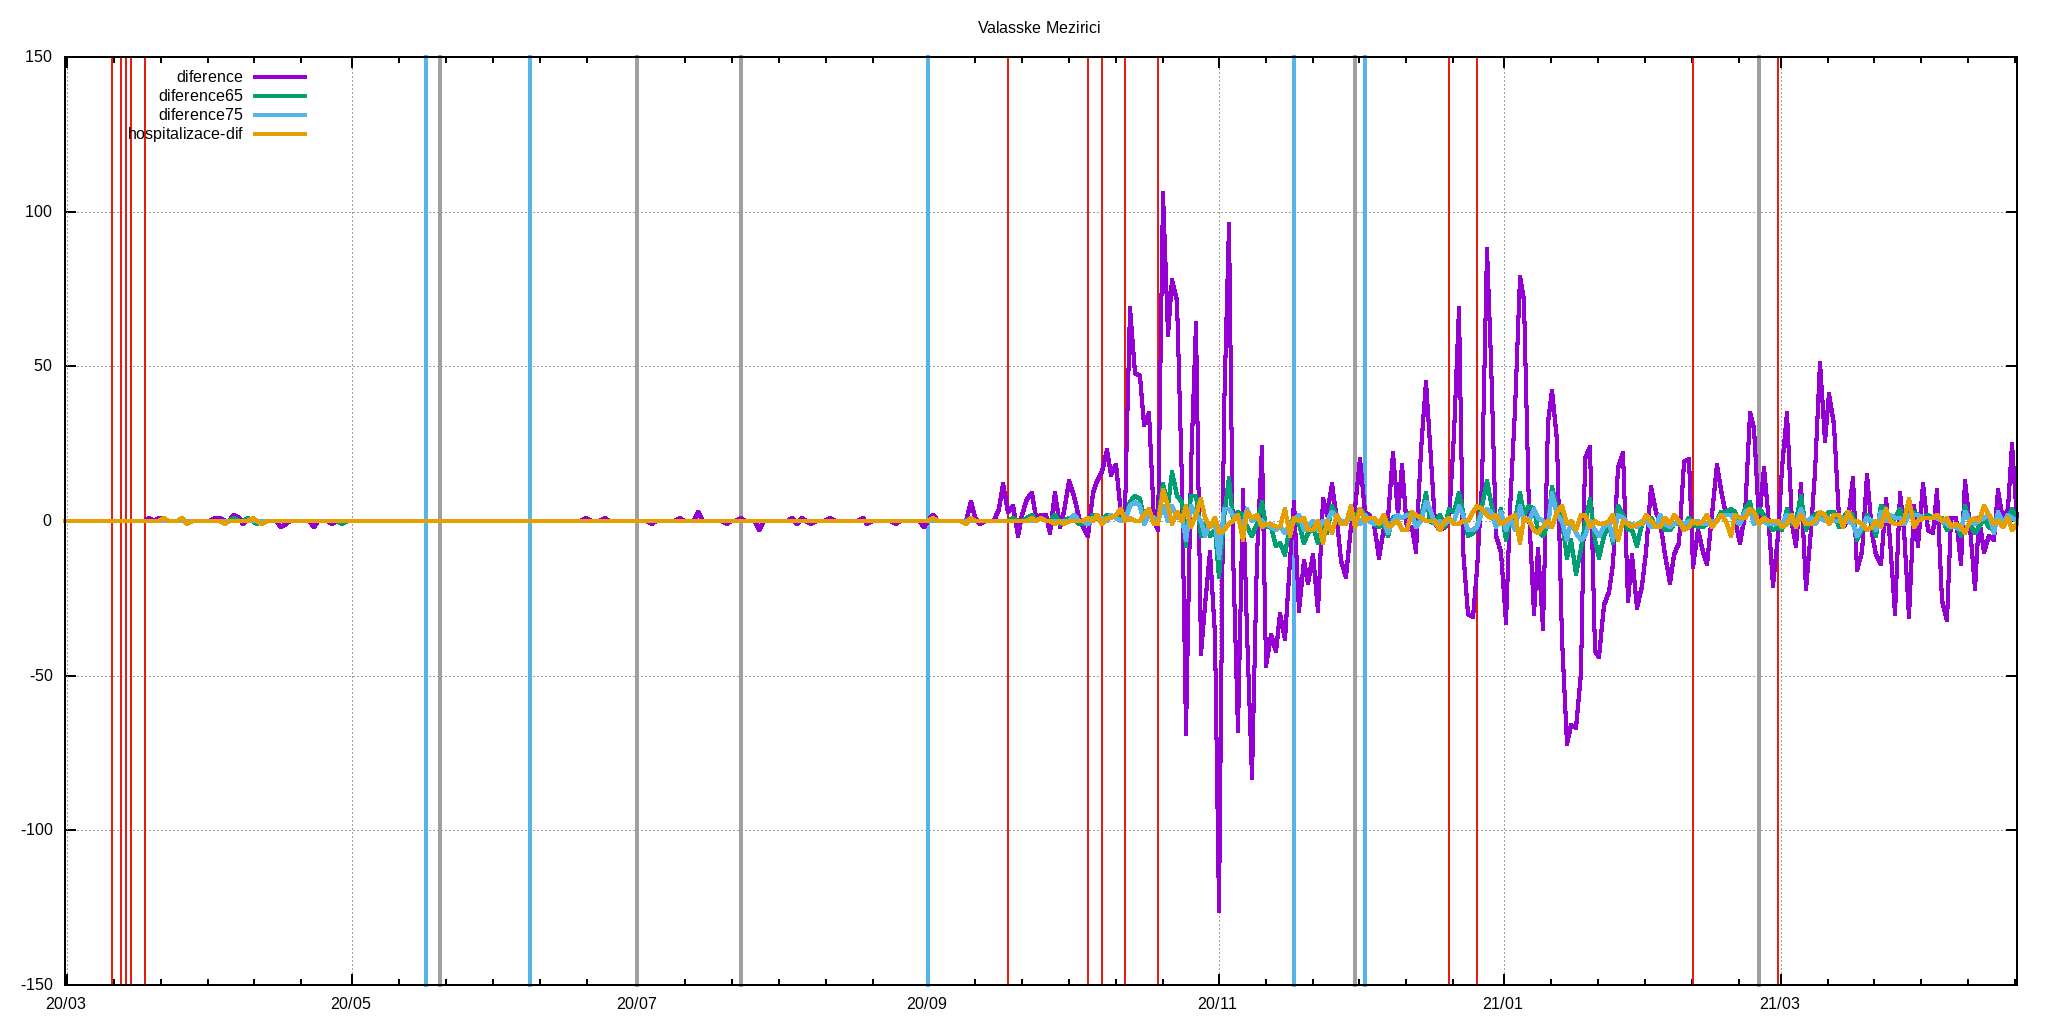 Valasske Mezirici
150
100
50
0
-50
-100
-150
diference
diference65
diference75
hospitalizace-dif
20/03 20/05 20/07 20/09 20/11 21/01 21/03